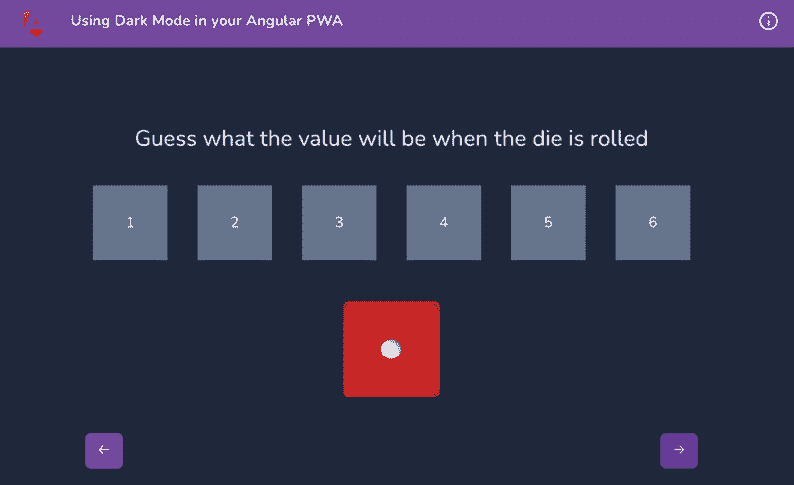 Using Dark Mode in your Angular PWA
Guess what the value will be when the die is rolled
1 2 3 4 5 6